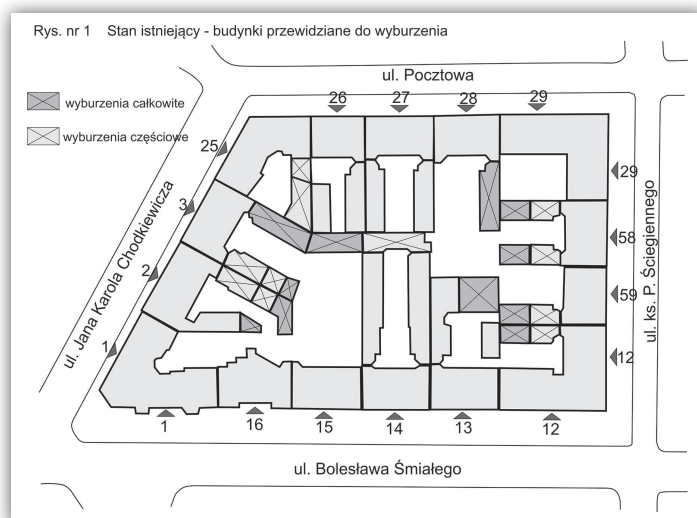 Rys. nr 1 Stan istniejący - budynki przewidziane do wyburzenia
ul. Pocztowa
wyburzenia całkowite
wyburzenia częściowe
26
27
28
29
25
3
2
1
29
58
59
12
ul. Jana Karola Chodkiewicza
ul. ks. P. Ściegiennego
1
16
15
14
13
12
ul. Bolesława Śmiałego